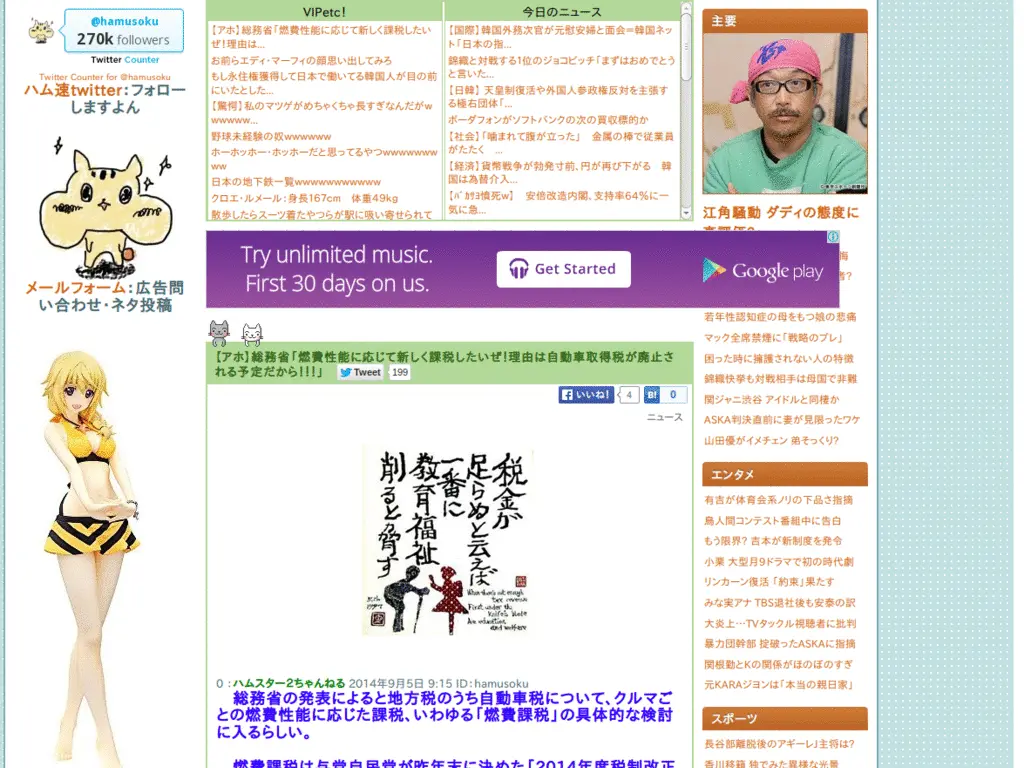 @hamusoku
270k followers
Twitter Counter
Twitter Counter for @hamusoku
ハム速twitter：フォロー
しますよん
メールフォーム：広告問
い合わせ・ネタ投稿
VIPetc!
【アホ】総務省「燃費性能に応じて新しく課税したい
ぜ！理由は...
お前らエディ・マーフィの顔思い出してみろ
もし永住権獲得して日本で働いてる韓国人が目の前
にいたとした...
【驚愕】私のマツゲがめちゃくちゃ長すぎなんだがｗ
wwwww...
野球未経験の奴wwwwww
ホーホッホー・ホッホーだと思ってるやつwwwwwwww
ww
日本の地下鉄一覧wwwwwwwwwww
クロエ・ルメール：身長167cm　体重49kg
散歩したらスーツ着たやつらが駅に吸い寄せられて
今日のニュース
【国際】韓国外務次官が元慰安婦と面会＝韓国ネッ
ト「日本の指...
錦織と対戦する1位のジョコビッチ「まずはおめでとう
と言いた...
【日韓】 天皇制復活や外国人参政権反対を主張す
る極右団体「...
ボーダフォンがソフトバンクの次の買収標的か
【社会】「噛まれて腹が立った」　金属の棒で従業員
がたたく　...
【経済】貨幣戦争が勃発寸前、円が再び下がる　韓
国は為替介入...
【ﾊﾞｶﾖ憤死w】　安倍改造内閣、支持率64％に一
気に急...
Try unlimited music.
First 30 days on us.
Get Started
Google play
【アホ】総務省「燃費性能に応じて新しく課税したいぜ！理由は自動車取得税が廃止さ
れる予定だから！！！」
Tweet
199
いいね！
4
B!
0
ニュース
税金が
足らぬと云えば
一番に
教育福祉
削ると脅す
0 ：ハムスター2ちゃんねる 2014年9月5日 9:15 ID：hamusoku
総務省の発表によると地方税のうち自動車税について、クルマご
との燃費性能に応じた課税、いわゆる「燃費課税」の具体的な検討
に入るらしい。
燃費課税は与党自民党が昨年末に決めた「2014年度税制改正
主要
江角騒動 ダディの態度に
若年性認知症の母をもつ娘の悲痛
マック全席禁煙に「戦略のブレ」
困った時に擁護されない人の特徴
錦織快挙も対戦相手は母国で非難
関ジャニ渋谷 アイドルと同棲か
ASKA判決直前に妻が見限ったワケ
山田優がイメチェン 弟そっくり?
エンタメ
有吉が体育会系ノリの下品さ指摘
鳥人間コンテスト番組中に告白
もう限界? 吉本が新制度を発令
小栗 大型月9ドラマで初の時代劇
リンカーン復活 「約束」果たす
みな実アナ TBS退社後も安泰の訳
大炎上…TVタックル視聴者に批判
暴力団幹部 掟破ったASKAに指摘
関根勤とKの関係がほのぼのすぎ
元KARAジヨンは「本当の親日家」
スポーツ
長谷部離脱後のアギーレJ主将は?
香川移籍 独でみた異様な光景